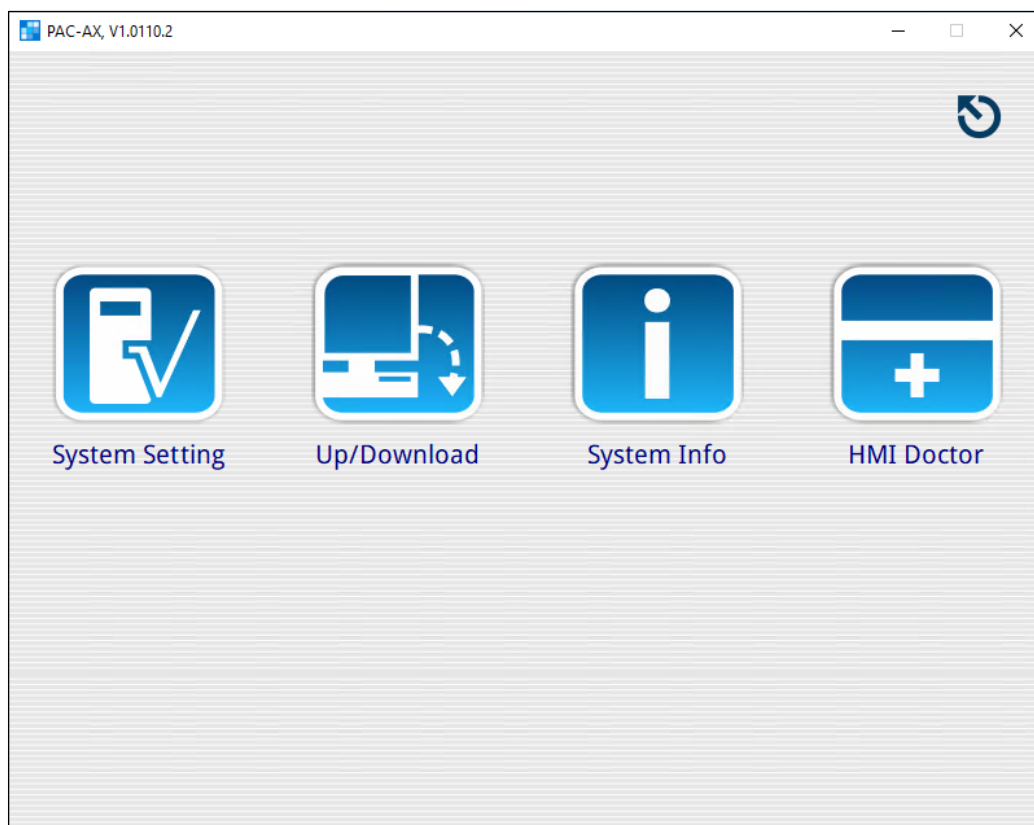 PAC-AX, V1.0110.2
System Setting
Up/Download
System Info
HMI Doctor